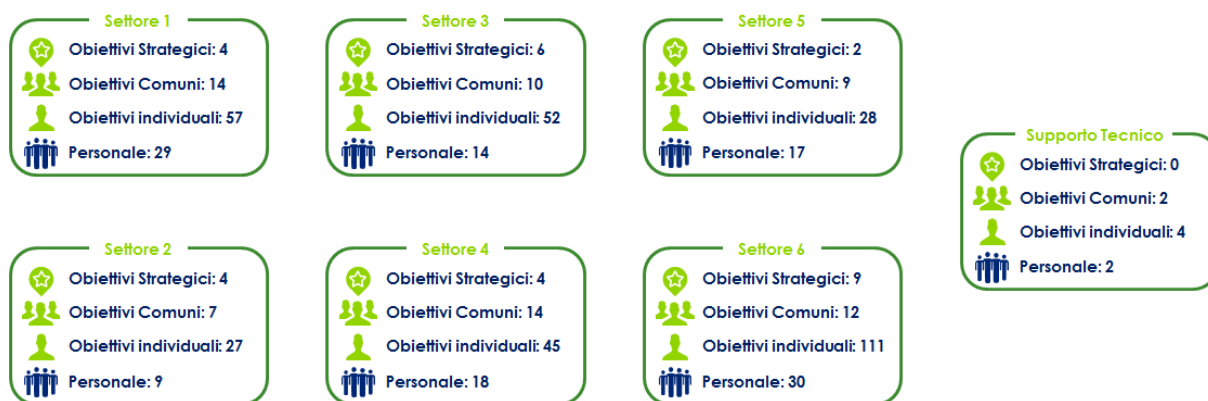 Settore 1
Obiettivi Strategici: 4
Obiettivi Comuni: 14
Obiettivi individuali: 57
Personale: 29
Settore 3
Obiettivi Strategici: 6
Obiettivi Comuni: 10
Obiettivi individuali: 52
Personale: 14
Settore 5
Obiettivi Strategici: 2
Obiettivi Comuni: 9
Obiettivi individuali: 28
Personale: 17
Supporto Tecnico
Obiettivi Strategici: 0
Obiettivi Comuni: 2
Obiettivi individuali: 4
Personale: 2
Settore 2
Obiettivi Strategici: 4
Obiettivi Comuni: 7
Obiettivi individuali: 27
Personale: 9
Settore 4
Obiettivi Strategici: 4
Obiettivi Comuni: 14
Obiettivi individuali: 45
Personale: 18
Settore 6
Obiettivi Strategici: 9
Obiettivi Comuni: 12
Obiettivi individuali: 111
Personale: 30